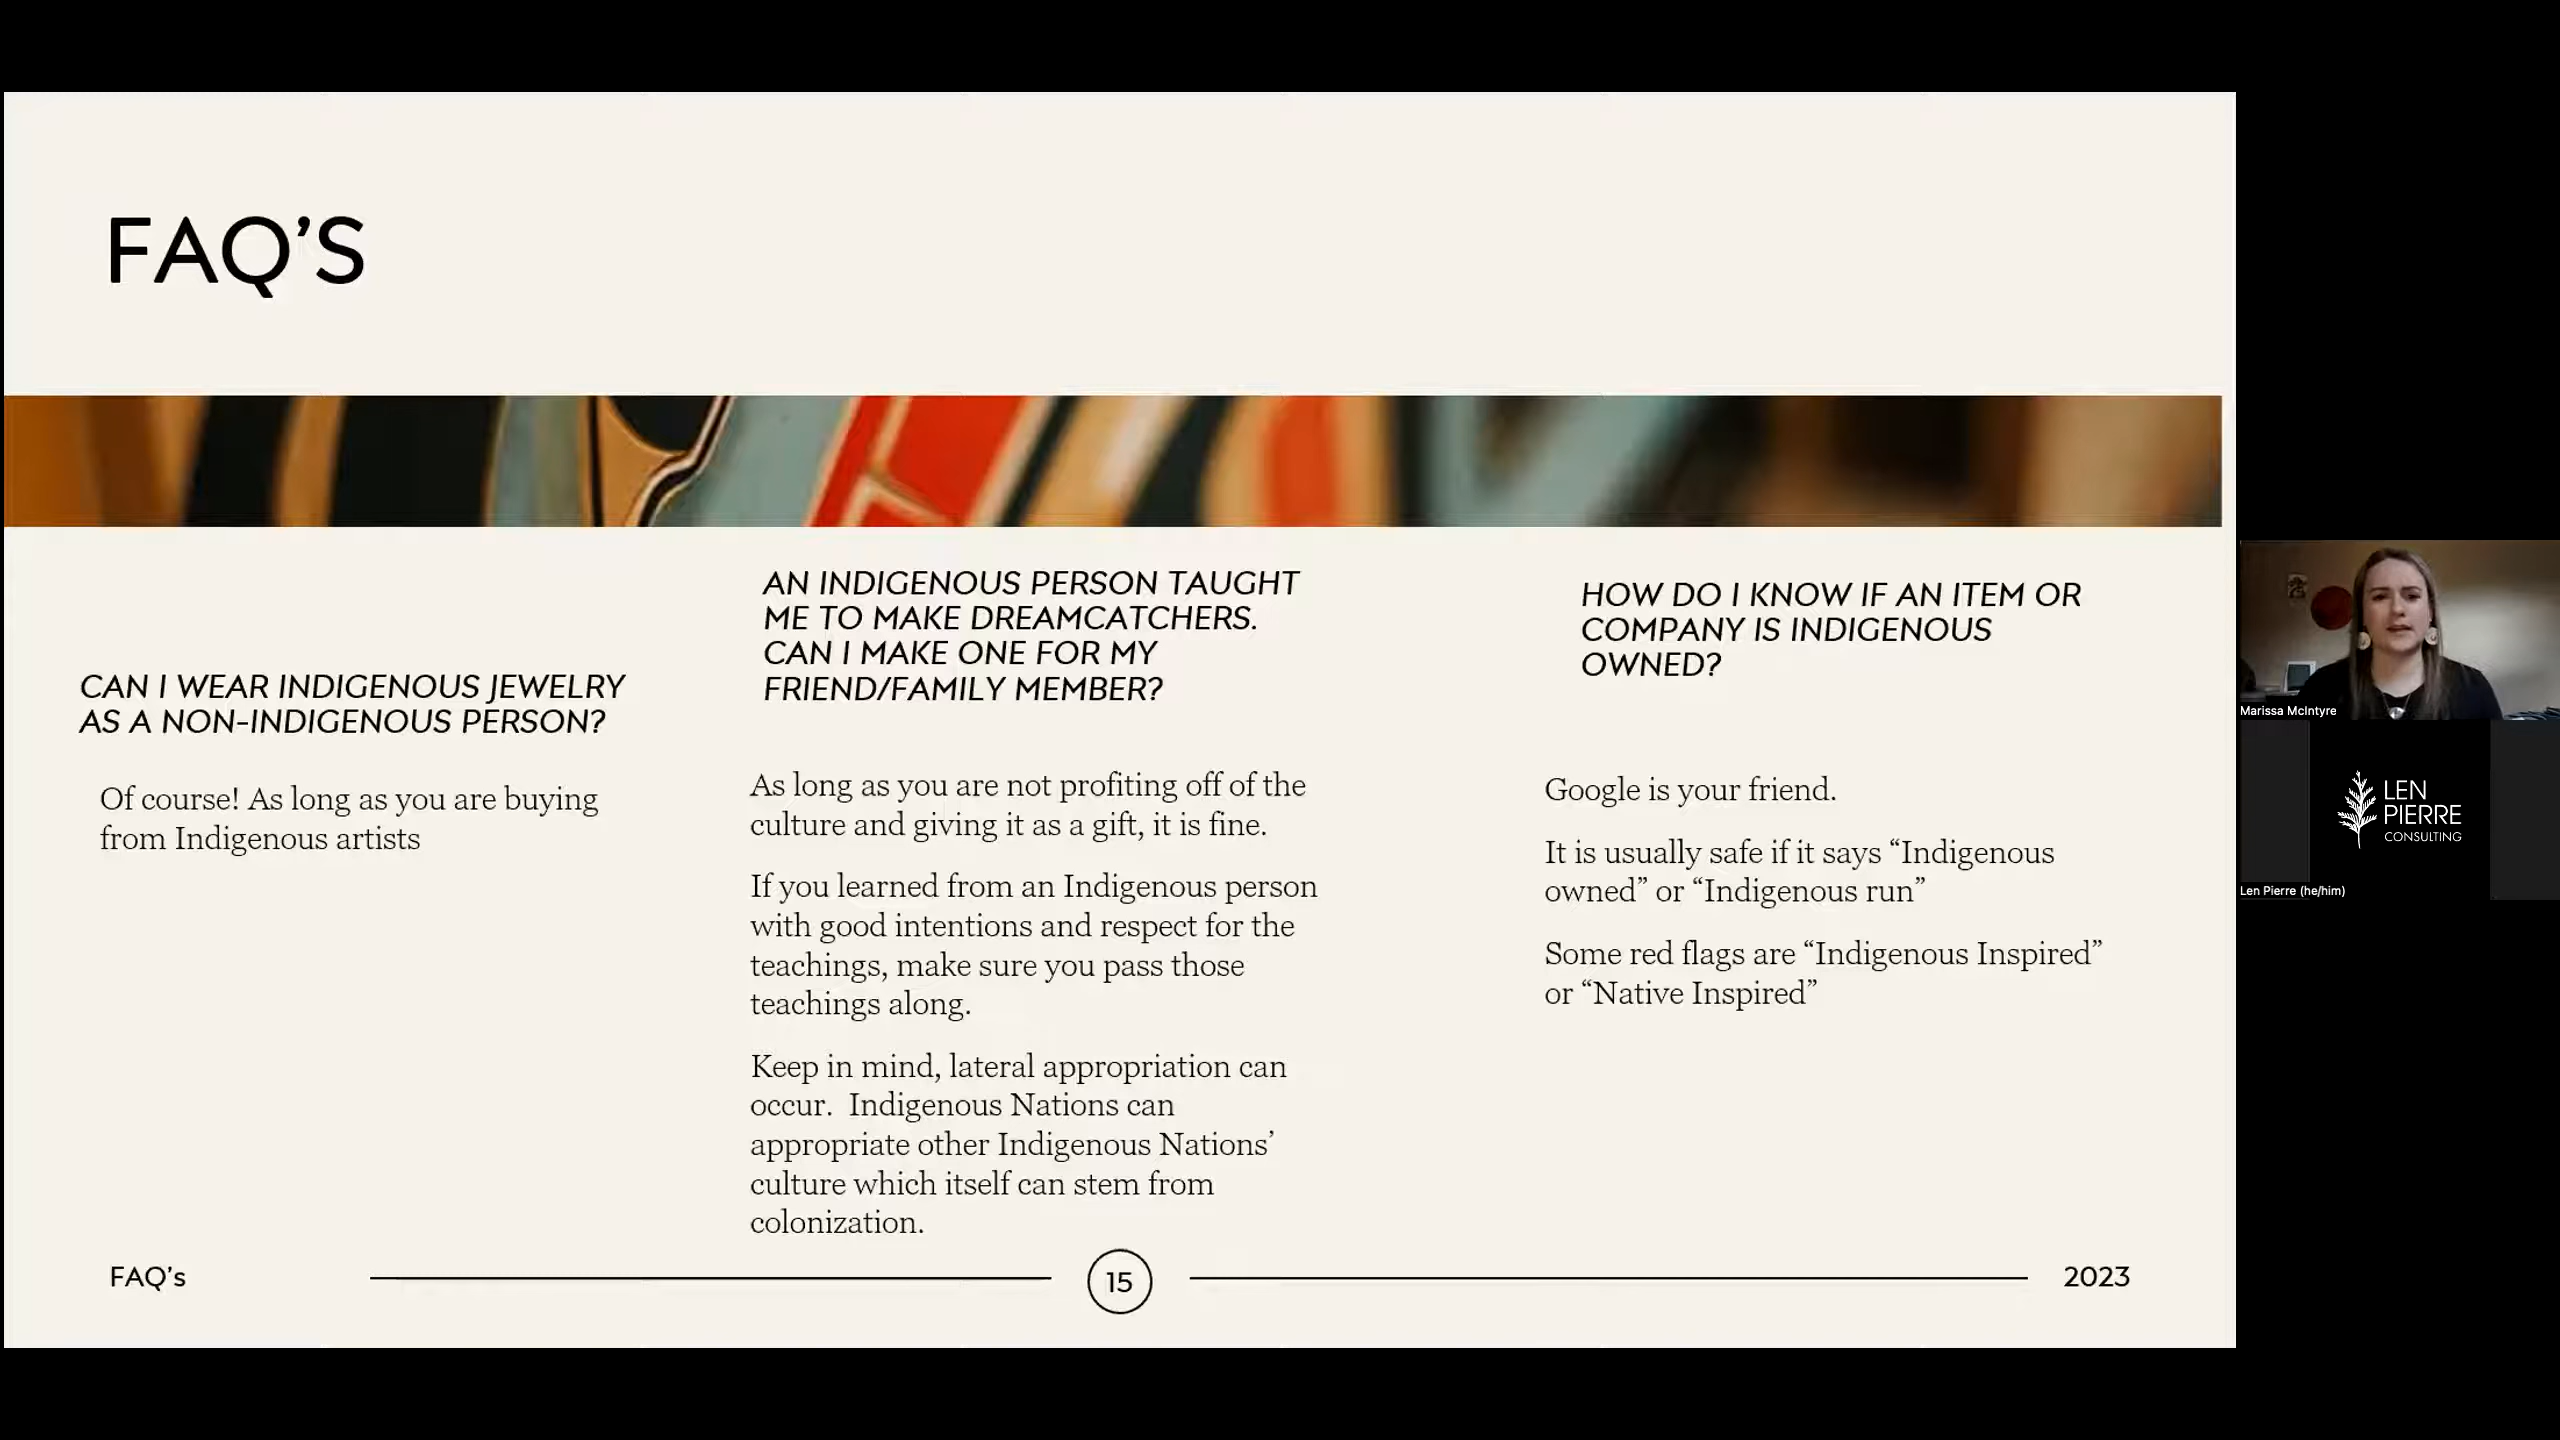 FAQ’S
CAN I WEAR INDIGENOUS JEWELRY
AS A NON-INDIGENOUS PERSON?
Of course! As long as you are buying
from Indigenous artists
AN INDIGENOUS PERSON TAUGHT
ME TO MAKE DREAMCATCHERS.
CAN I MAKE ONE FOR MY
FRIEND/FAMILY MEMBER?
As long as you are not profiting off of the
culture and giving it as a gift, it is fine.
If you learned from an Indigenous person
with good intentions and respect for the
teachings, make sure you pass those
teachings along.
Keep in mind, lateral appropriation can
occur.  Indigenous Nations can
appropriate other Indigenous Nations’
culture which itself can stem from
colonization.
HOW DO I KNOW IF AN ITEM OR
COMPANY IS INDIGENOUS
OWNED?
Google is your friend.
It is usually safe if it says “Indigenous
owned” or “Indigenous run”
Some red flags are “Indigenous Inspired”
or “Native Inspired”
FAQ’s
15
2023
Marissa McIntyre
LEN
PIERRE
CONSULTING
Len Pierre (he/him)